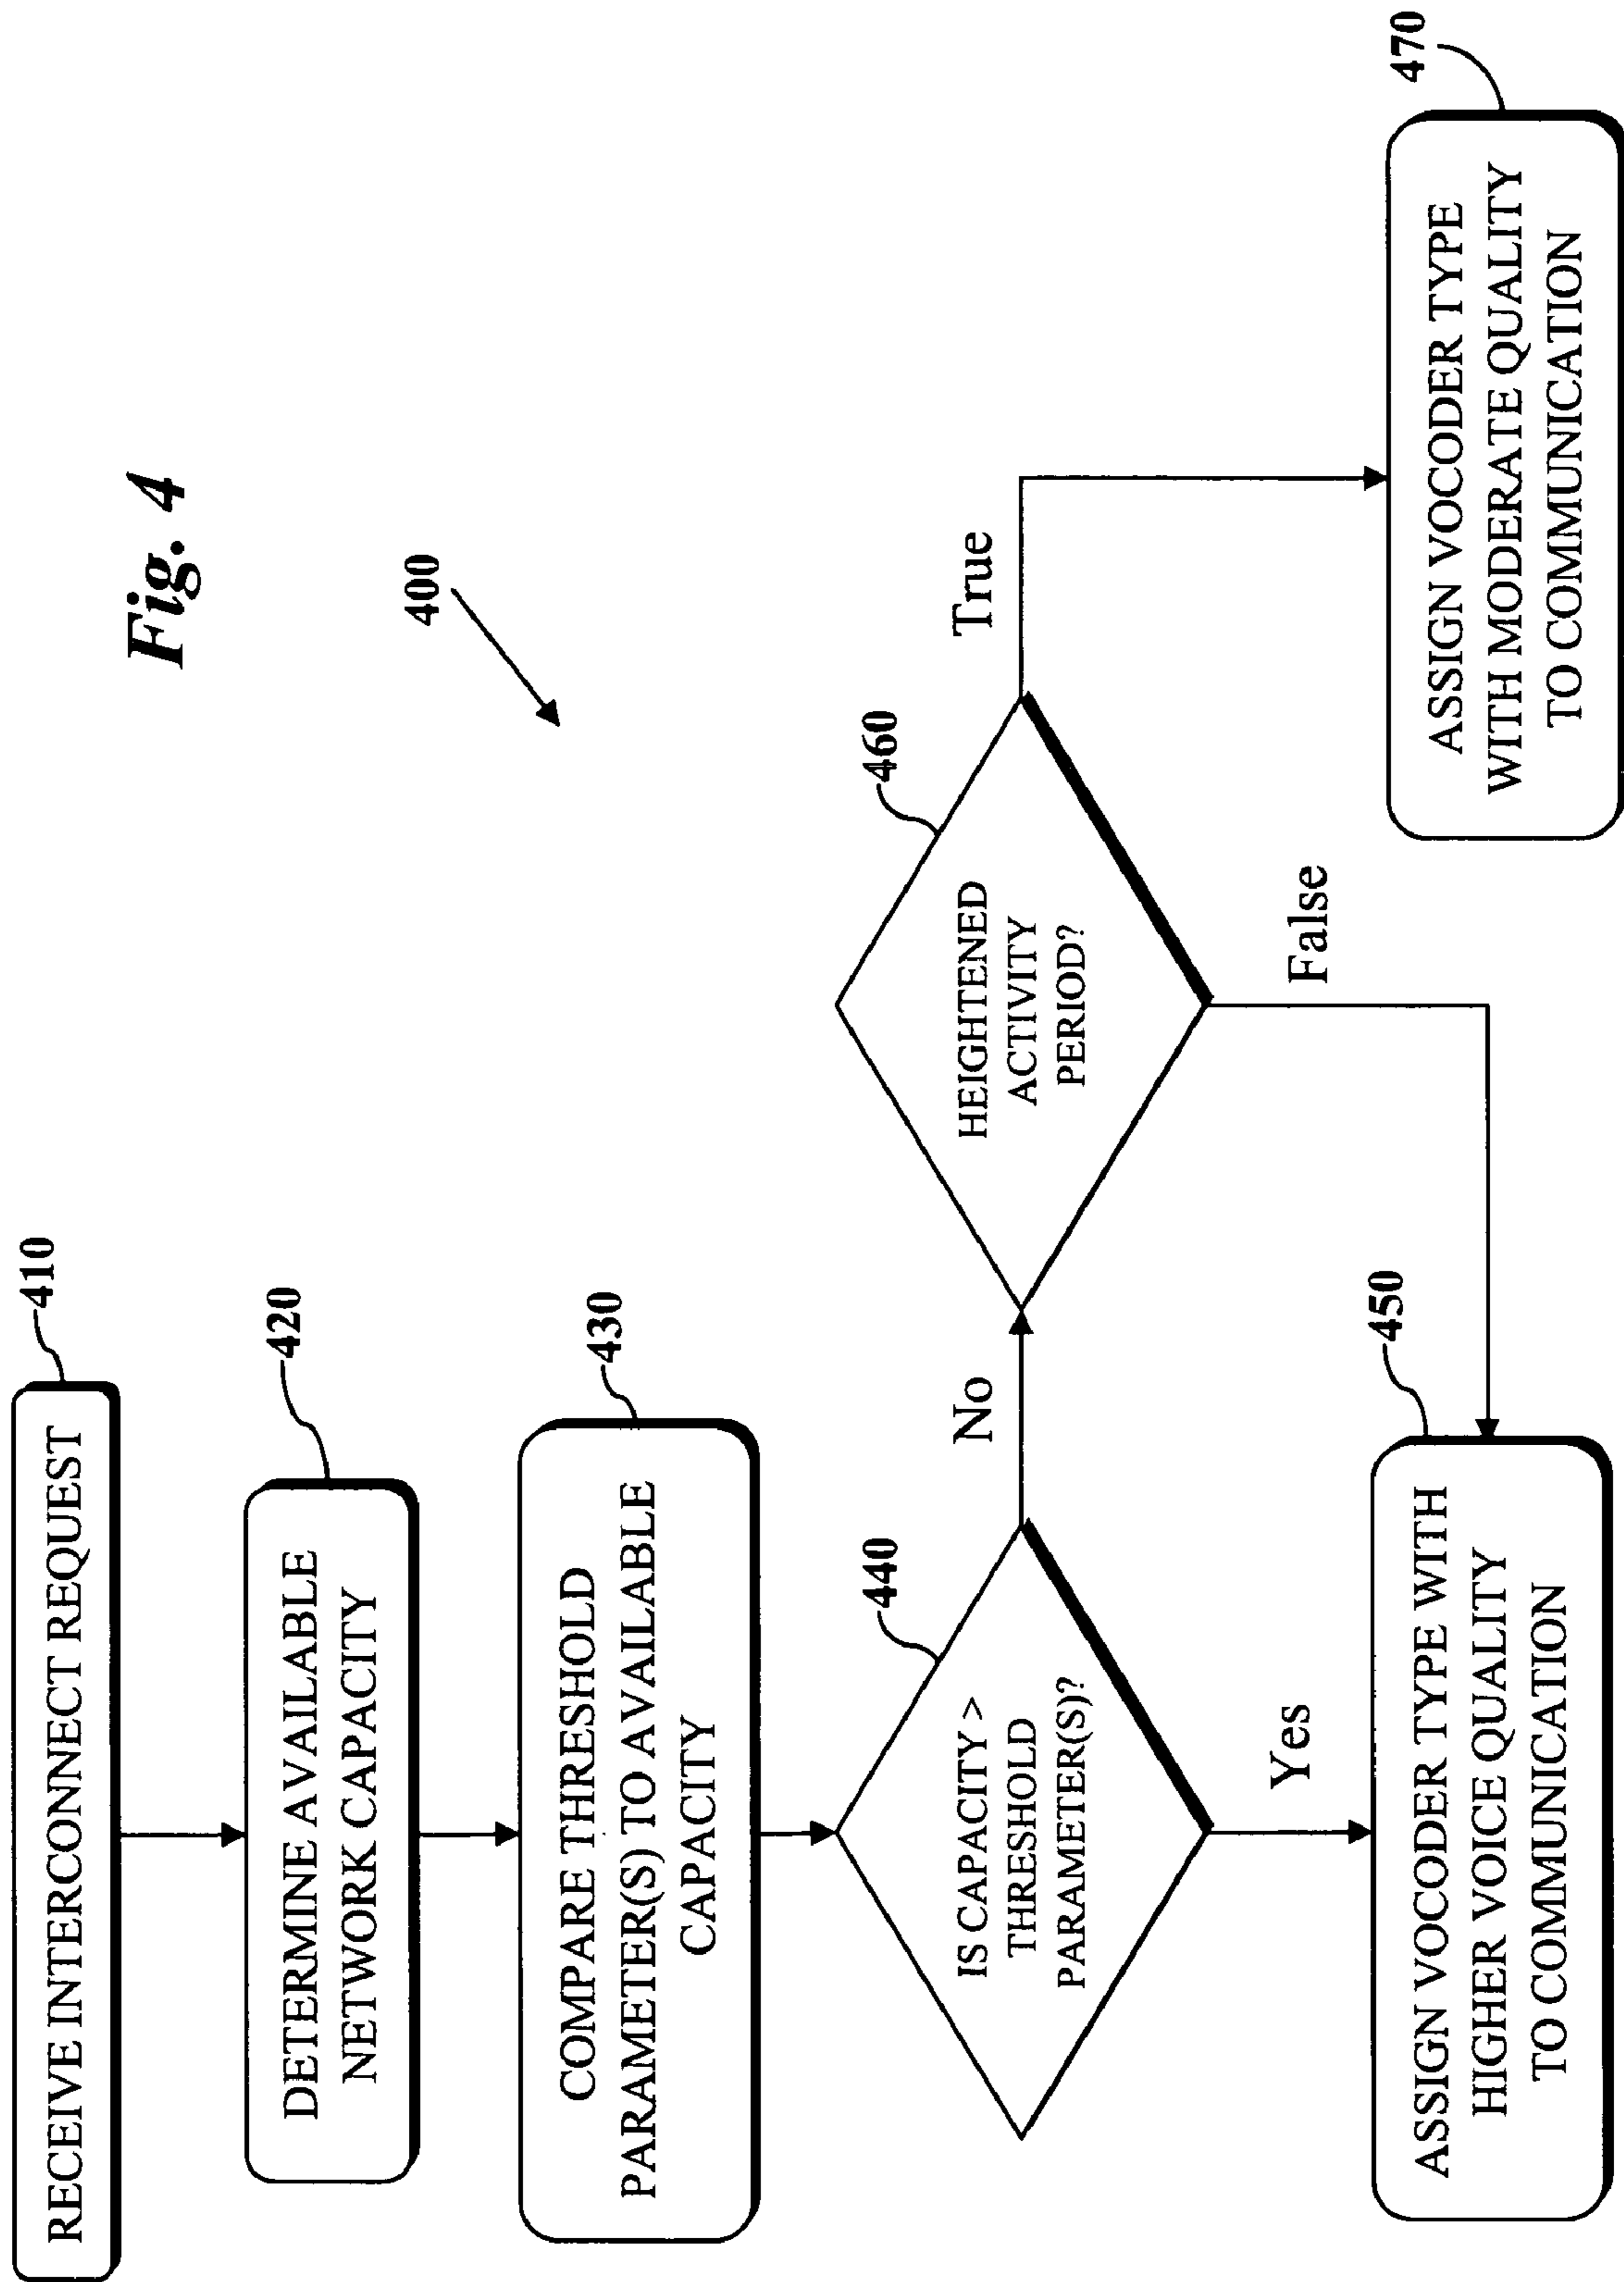 Fig. 4
400
410
RECEIVE INTERCONNECT REQUEST
420
DETERMINE AVAILABLE
NETWORK CAPACITY
430
COMPARE THRESHOLD
PARAMETER(S) TO AVAILABLE
CAPACITY
440
IS CAPACITY >
THRESHOLD
PARAMETER(S)?
No
Yes
460
HEIGHTENED
ACTIVITY
PERIOD?
True
False
450
ASSIGN VOCODER TYPE WITH
HIGHER VOICE QUALITY
TO COMMUNICATION
470
ASSIGN VOCODER TYPE
WITH MODERATE QUALITY
TO COMMUNICATION